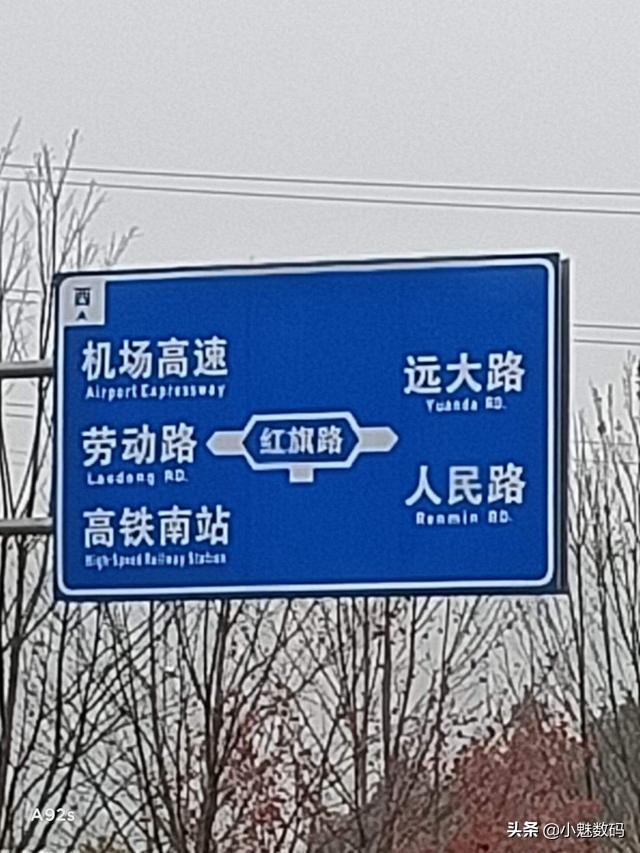 西
机场高速
Airport Expressway
远大路
Yuanda RD.
劳动路
Laodong RD.
红旗路
高铁南站
High-Speed Railway Station
人民路
Renmin RD.
A92s
头条 @小魅数码